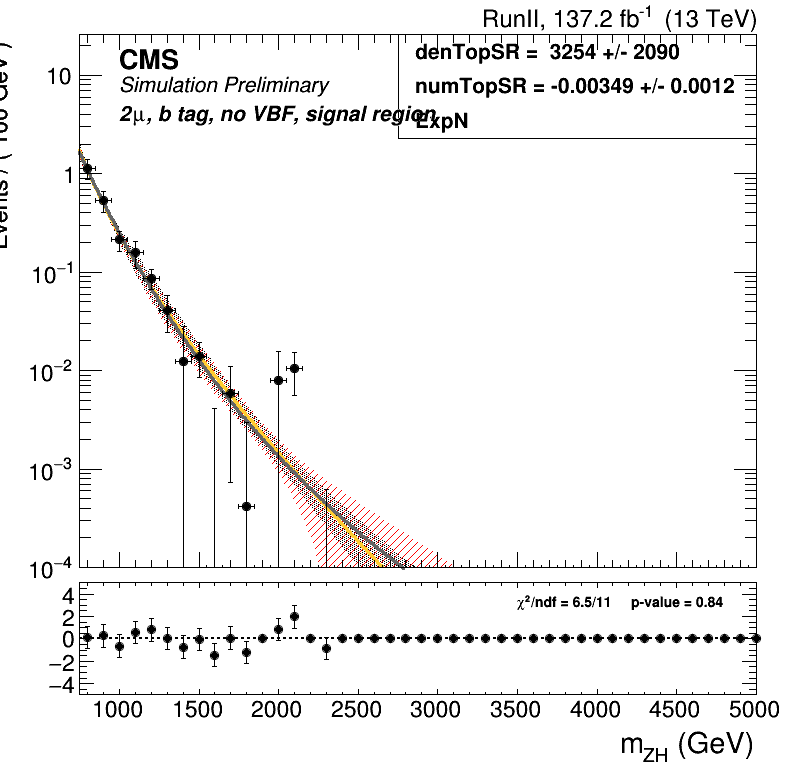 RunII, 137.2 fb⁻¹ (13 TeV)
CMS
Simulation Preliminary
2μ, b tag, no VBF, signal region
denTopSR = 3254 +/- 2090
numTopSR = -0.00349 +/- 0.0012
ExpN
Events / ( 100 GeV )
10
1
10⁻¹
10⁻²
10⁻³
10⁻⁴
χ²/ndf = 6.5/11 p-value = 0.84
4
2
0
−2
−4
1000 1500 2000 2500 3000 3500 4000 4500 5000
m_ZH (GeV)